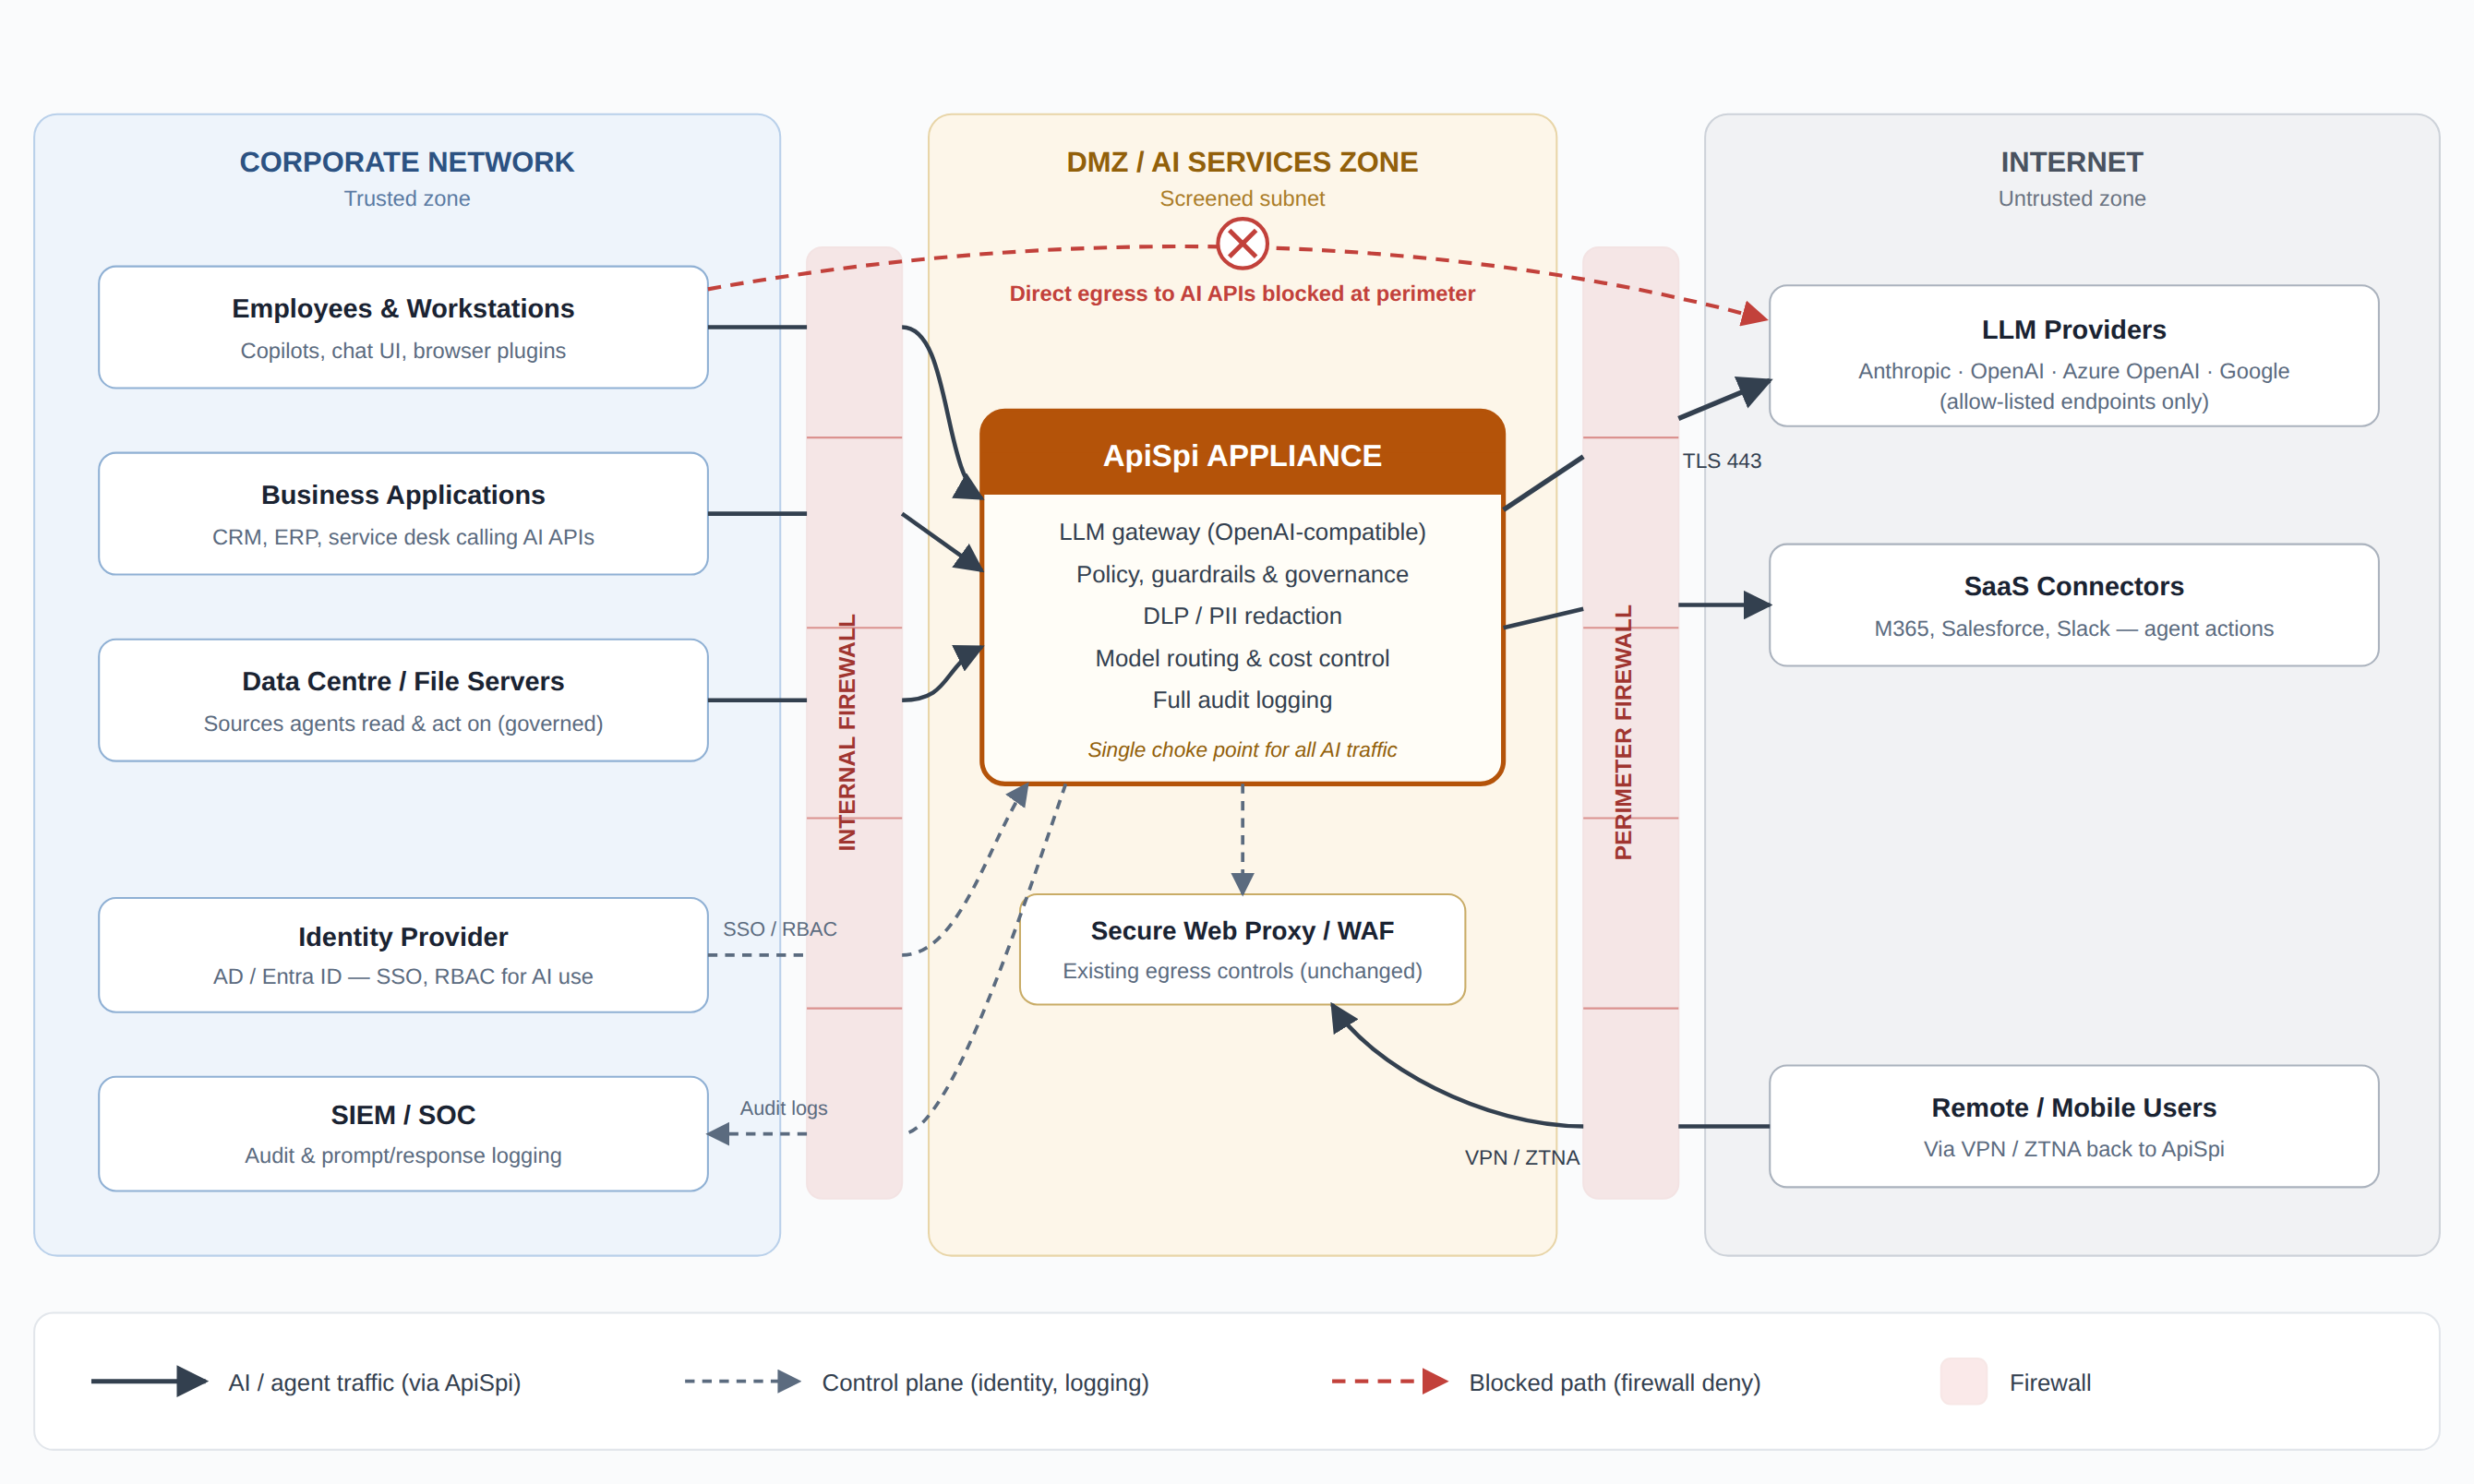 CORPORATE NETWORK
Trusted zone
Employees & Workstations
Copilots, chat UI, browser plugins
Business Applications
CRM, ERP, service desk calling AI APIs
Data Centre / File Servers
Sources agents read & act on (governed)
Identity Provider
AD / Entra ID — SSO, RBAC for AI use
SIEM / SOC
Audit & prompt/response logging
SSO / RBAC
Audit logs
INTERNAL FIREWALL
DMZ / AI SERVICES ZONE
Screened subnet
Direct egress to AI APIs blocked at perimeter
ApiSpi APPLIANCE
LLM gateway (OpenAI-compatible)
Policy, guardrails & governance
DLP / PII redaction
Model routing & cost control
Full audit logging
Single choke point for all AI traffic
Secure Web Proxy / WAF
Existing egress controls (unchanged)
VPN / ZTNA
PERIMETER FIREWALL
TLS 443
INTERNET
Untrusted zone
LLM Providers
Anthropic · OpenAI · Azure OpenAI · Google
(allow-listed endpoints only)
SaaS Connectors
M365, Salesforce, Slack — agent actions
Remote / Mobile Users
Via VPN / ZTNA back to ApiSpi
AI / agent traffic (via ApiSpi)
Control plane (identity, logging)
Blocked path (firewall deny)
Firewall